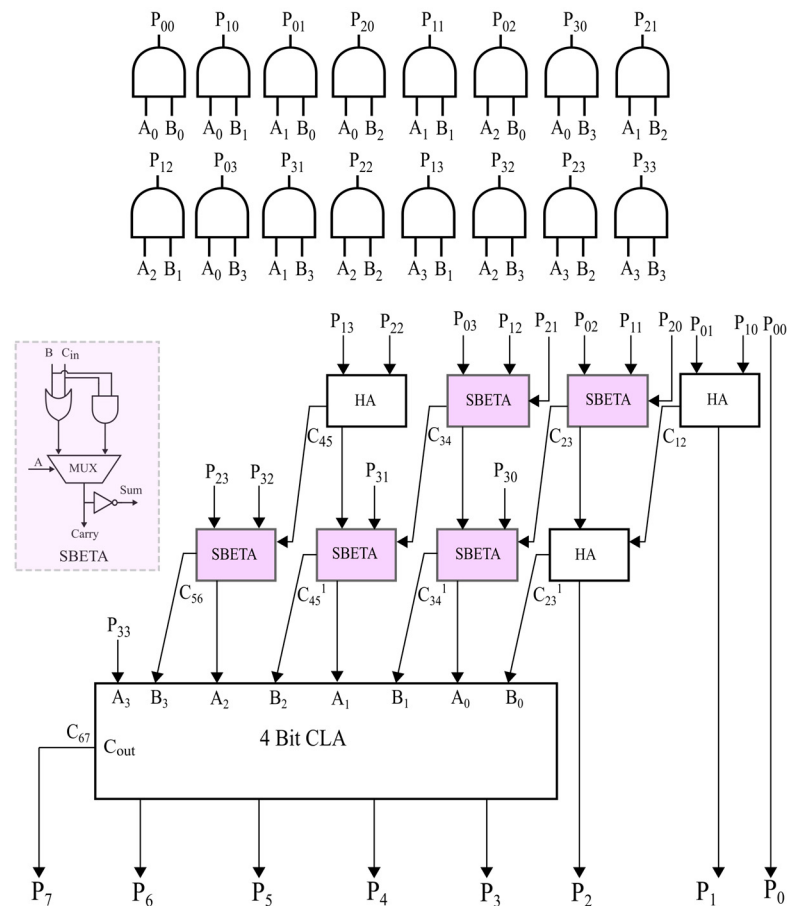 P00 P10 P01 P20 P11 P02 P30 P21
A0 B0 A0 B1 A1 B0 A0 B2 A1 B1 A2 B0 A0 B3 A1 B2
P12 P03 P31 P22 P13 P32 P23 P33
A2 B1 A0 B3 A1 B3 A2 B2 A3 B1 A2 B3 A3 B2 A3 B3
P13 P22 P03 P12 P21 P02 P11 P20 P01 P10 P00
B Cin
HA SBETA SBETA HA
C45 C34 C23 C12
A MUX
P23 P32 P31 P30
Sum
Carry
SBETA
SBETA SBETA SBETA HA
C56 C45¹ C34¹ C23¹
P33
A3 B3 A2 B2 A1 B1 A0 B0
C67 Cout 4 Bit CLA
P7 P6 P5 P4 P3 P2 P1 P0